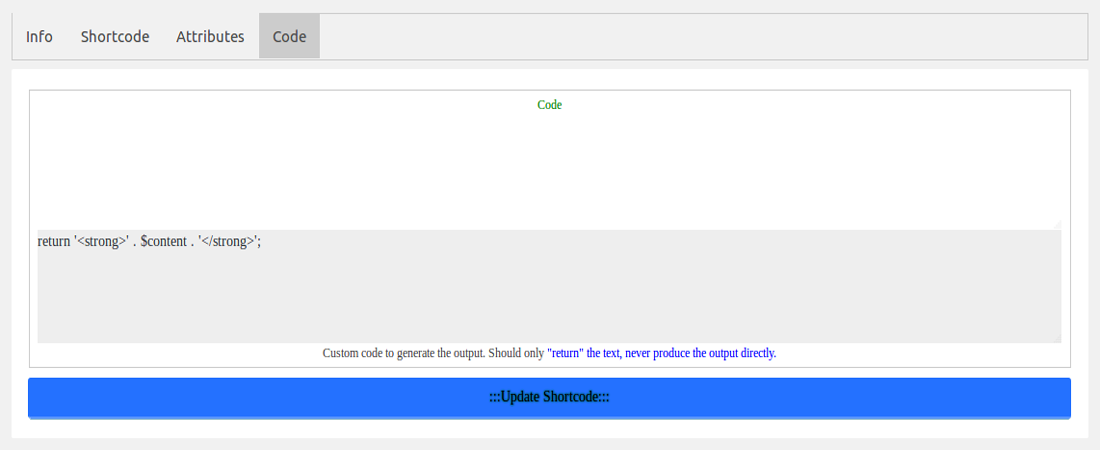 Info Shortcode Attributes Code
Code
return '<strong>' . $content . '</strong>';
Custom code to generate the output. Should only "return" the text, never produce the output directly.
:::Update Shortcode:::